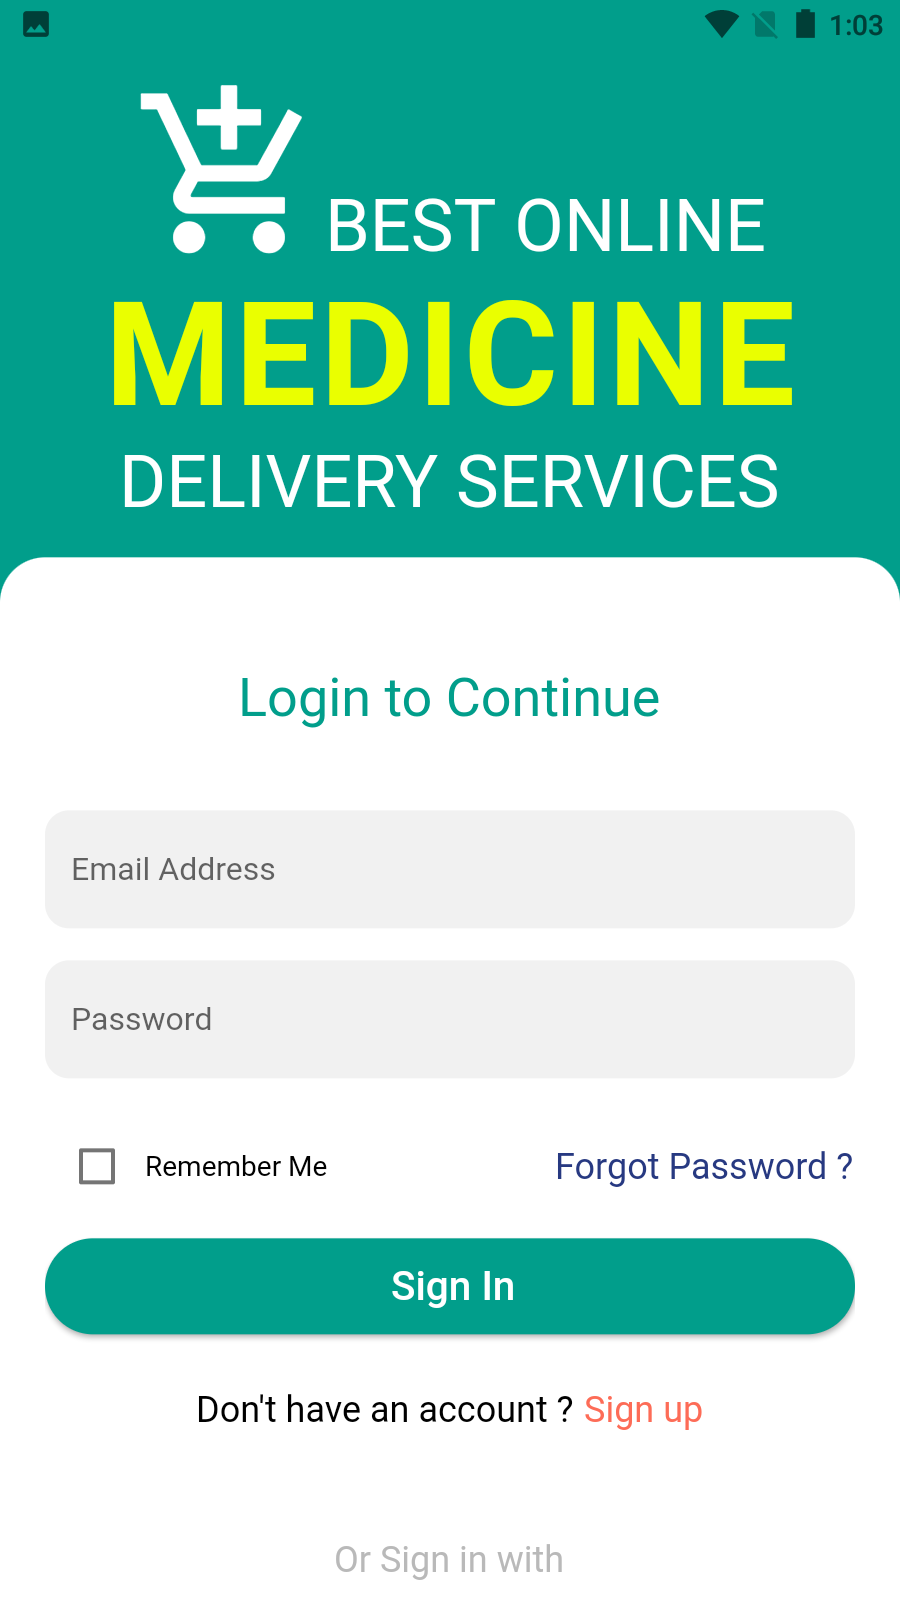 1:03
BEST ONLINE
MEDICINE
DELIVERY SERVICES
Login to Continue
Email Address
Password
Remember Me Forgot Password ?
Sign In
Don't have an account ? Sign up
Or Sign in with